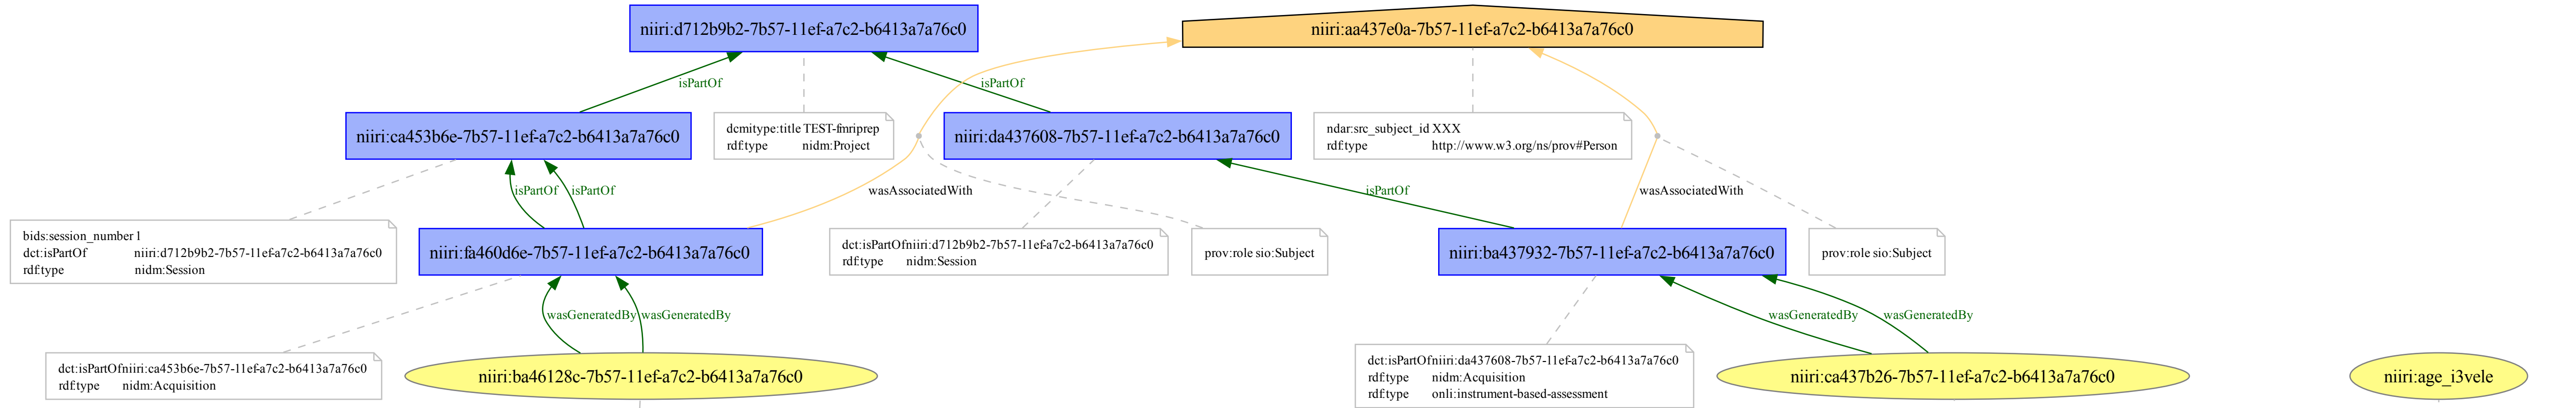 niiri:d712b9b2-7b57-11ef-a7c2-b6413a7a76c0
niiri:aa437e0a-7b57-11ef-a7c2-b6413a7a76c0
isPartOf
isPartOf
niiri:ca453b6e-7b57-11ef-a7c2-b6413a7a76c0
dcmitype:title TEST-fmriprep
rdf:type nidm:Project
niiri:da437608-7b57-11ef-a7c2-b6413a7a76c0
ndar:src_subject_id XXX
rdf:type http://www.w3.org/ns/prov#Person
isPartOf
isPartOf
wasAssociatedWith
isPartOf
wasAssociatedWith
bids:session_number 1
dct:isPartOf niiri:d712b9b2-7b57-11ef-a7c2-b6413a7a76c0
rdf:type nidm:Session
niiri:fa460d6e-7b57-11ef-a7c2-b6413a7a76c0
dct:isPartOf niiri:d712b9b2-7b57-11ef-a7c2-b6413a7a76c0
rdf:type nidm:Session
prov:role sio:Subject
niiri:ba437932-7b57-11ef-a7c2-b6413a7a76c0
prov:role sio:Subject
wasGeneratedBy
wasGeneratedBy
wasGeneratedBy
wasGeneratedBy
dct:isPartOf niiri:ca453b6e-7b57-11ef-a7c2-b6413a7a76c0
rdf:type nidm:Acquisition
niiri:ba46128c-7b57-11ef-a7c2-b6413a7a76c0
dct:isPartOf niiri:da437608-7b57-11ef-a7c2-b6413a7a76c0
rdf:type nidm:Acquisition
rdf:type onli:instrument-based-assessment
niiri:ca437b26-7b57-11ef-a7c2-b6413a7a76c0
niiri:age_i3vele